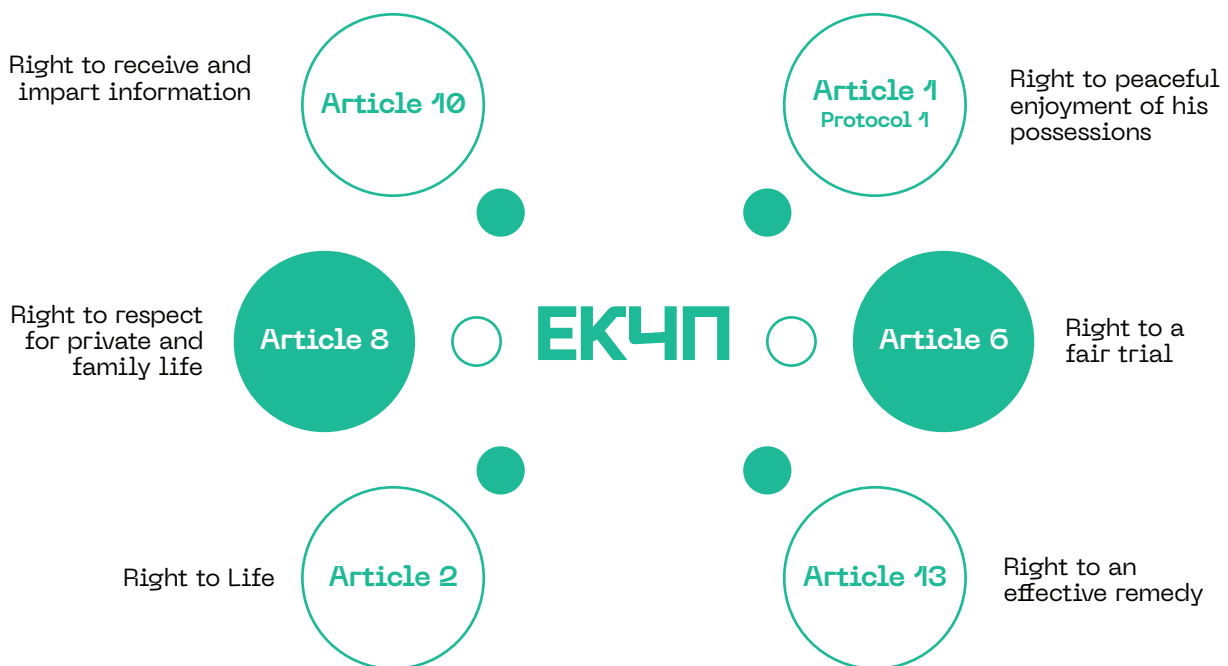 Right to receive and
impart information
Article 10
Article 1
Protocol 1
Right to peaceful
enjoyment of his
possessions
Right to respect
for private and
family life
Article 8
ЕКЧП
Article 6
Right to a
fair trial
Right to Life
Article 2
Article 13
Right to an
effective remedy